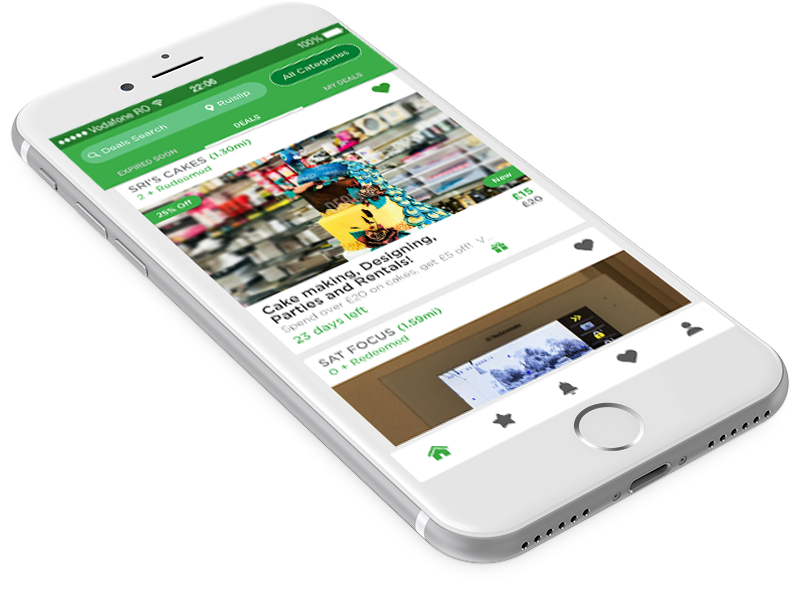 Vodafone RO 22:06 100%
Deals Search Ruislip All Categories
EXPIRED SOON DEALS MY DEALS
SRI'S CAKES (1.30mi)
2 + Redeemed
25% Off
New
£15
£20
Cake making, Designing,
Parties and Rentals!
Spend over £20 on cakes, get £5 off! V...
23 days left
SAT FOCUS (1.59mi)
0 + Redeemed